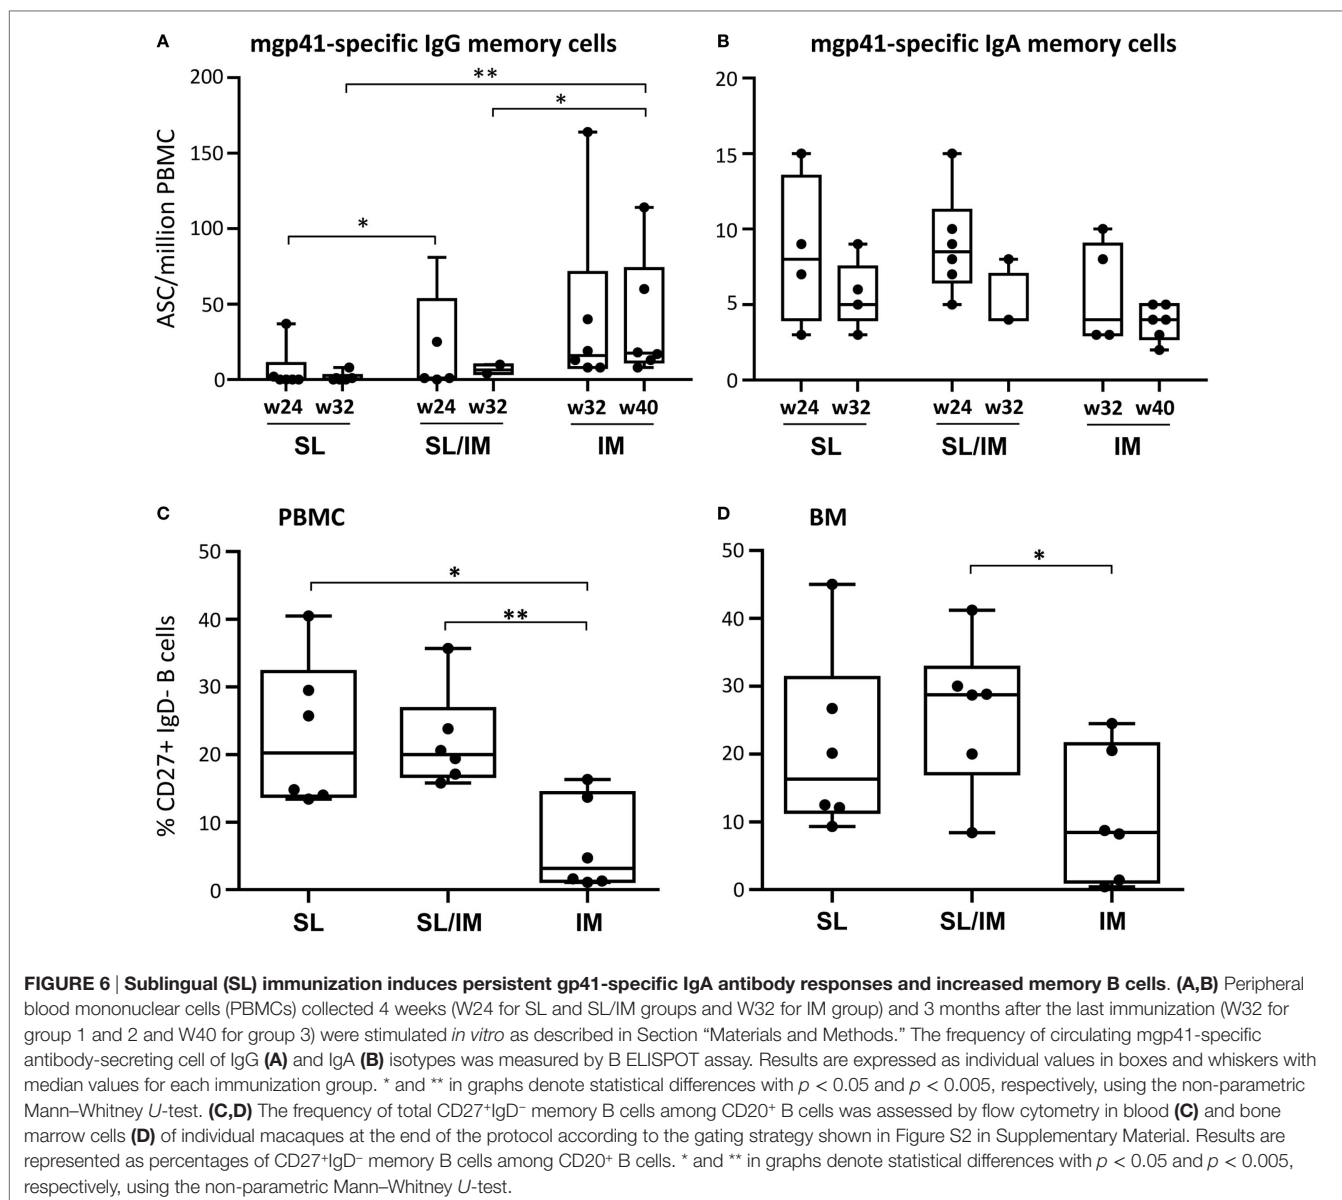 A mgp41-specific IgG memory cells
200
150
100
50
0
ASC/million PBMC
**
*
*
w24 w32 w24 w32 w32 w40
SL SL/IM IM
B mgp41-specific IgA memory cells
20
15
10
5
0
w24 w32 w24 w32 w32 w40
SL SL/IM IM
C PBMC
50
40
30
20
10
0
% CD27+ IgD- B cells
*
**
SL SL/IM IM
D BM
50
40
30
20
10
0
*
SL SL/IM IM
FIGURE 6 | Sublingual (SL) immunization induces persistent gp41-specific IgA antibody responses and increased memory B cells. (A,B) Peripheral
blood mononuclear cells (PBMCs) collected 4 weeks (W24 for SL and SL/IM groups and W32 for IM group) and 3 months after the last immunization (W32 for
group 1 and 2 and W40 for group 3) were stimulated in vitro as described in Section “Materials and Methods.” The frequency of circulating mgp41-specific
antibody-secreting cell of IgG (A) and IgA (B) isotypes was measured by B ELISPOT assay. Results are expressed as individual values in boxes and whiskers with
median values for each immunization group. * and ** in graphs denote statistical differences with p < 0.05 and p < 0.005, respectively, using the non-parametric
Mann–Whitney U-test. (C,D) The frequency of total CD27⁺IgD⁻ memory B cells among CD20⁺ B cells was assessed by flow cytometry in blood (C) and bone
marrow cells (D) of individual macaques at the end of the protocol according to the gating strategy shown in Figure S2 in Supplementary Material. Results are
represented as percentages of CD27⁺IgD⁻ memory B cells among CD20⁺ B cells. * and ** in graphs denote statistical differences with p < 0.05 and p < 0.005,
respectively, using the non-parametric Mann–Whitney U-test.